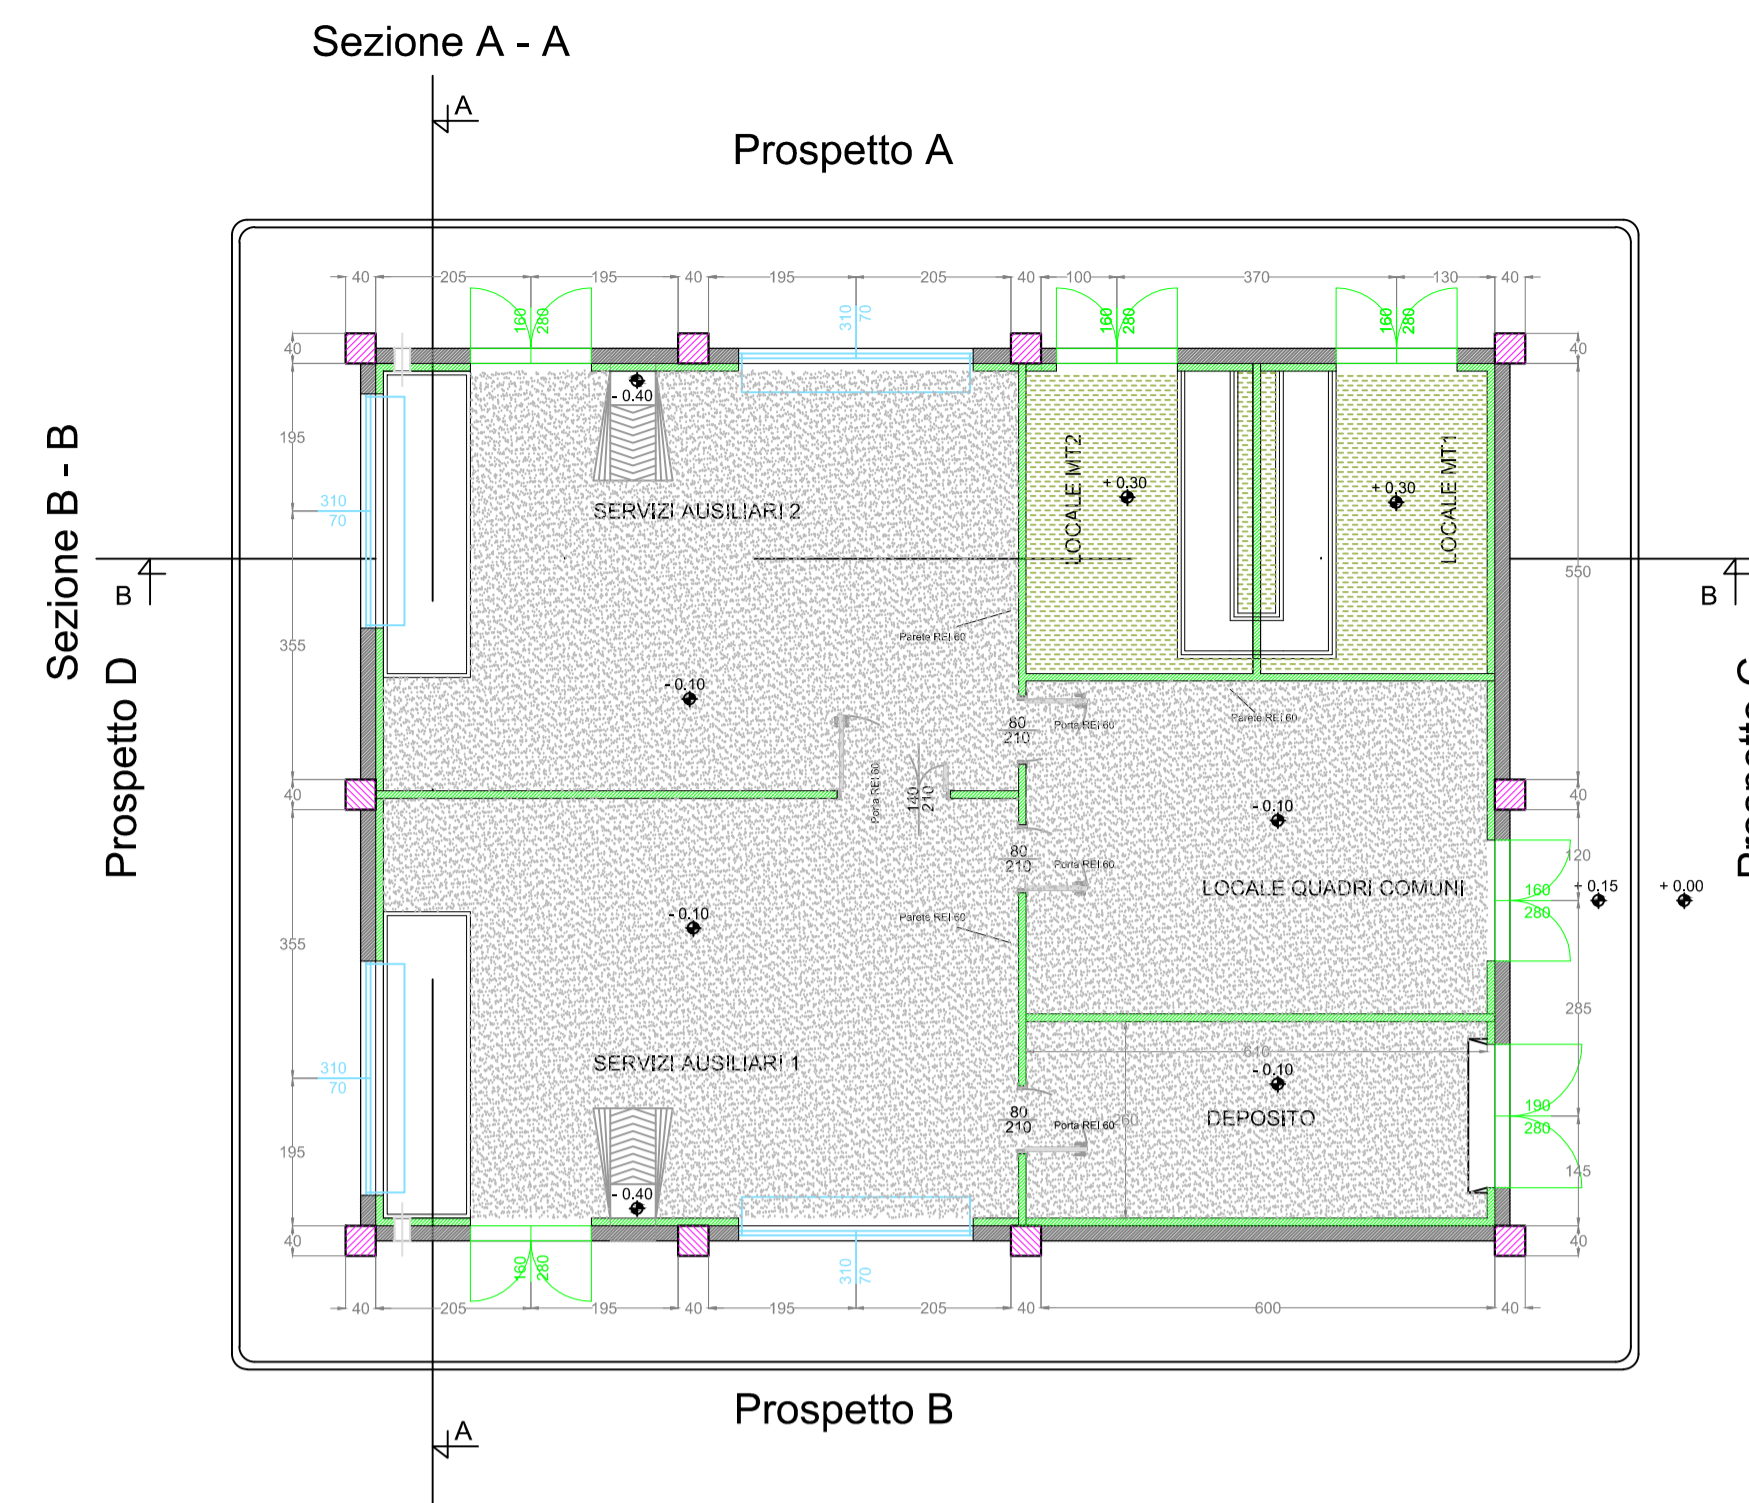 Sezione A - A
A
Prospetto A
40 205 195 40 195 205 40 100 370 130 40
160 280
310 70
160 280
160 280
40
40
- 0.40
195
LOCALE MT2
LOCALE MT1
Sezione B - B
+ 0.30
+ 0.30
310
70
SERVIZI AUSILIARI 2
550
B
B
Parete REI 60
355
Prospetto D
- 0.10
80
210
Porta REI 60
Parete REI 60
40
Porta REI 60
140
210
40
- 0.10
80
210
Porta REI 60
120
LOCALE QUADRI COMUNI
160
280
+ 0.15
+ 0.00
- 0.10
Parete REI 60
355
285
610
SERVIZI AUSILIARI 1
- 0.10
310
70
80
210
Porta REI 60
DEPOSITO
190
280
195
145
- 0.40
40
40
160 280
310 70
40 205 195 40 195 205 40 600 40
Prospetto B
A